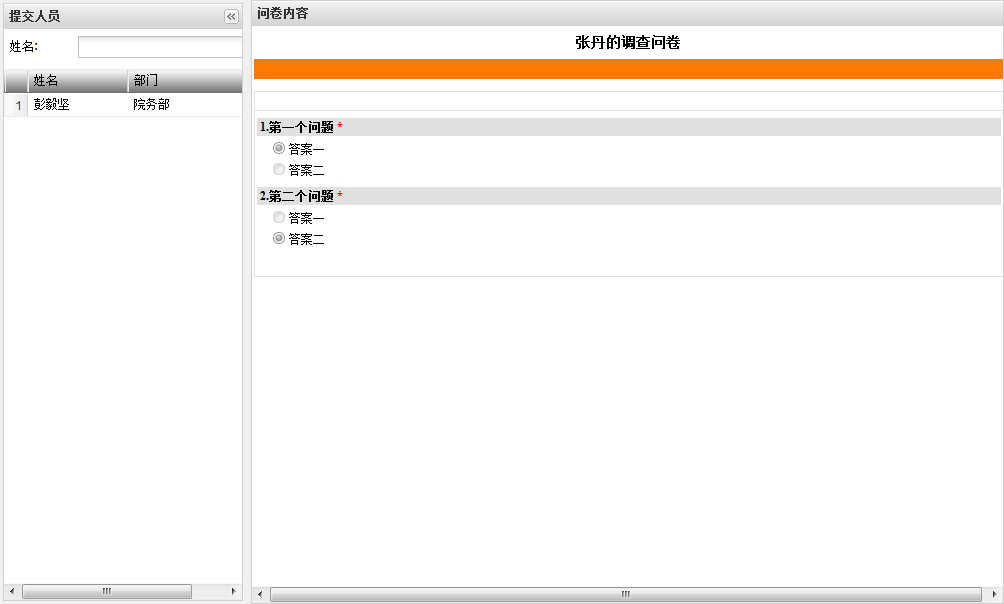 提交人员
姓名:
姓名 部门
1 彭毅坚 院务部
问卷内容
张丹的调查问卷
1.第一个问题 *
答案一
答案二
2.第二个问题 *
答案一
答案二